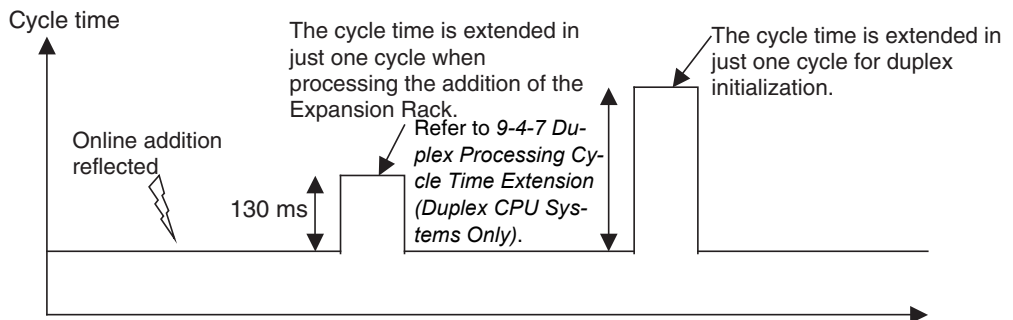 Cycle time
The cycle time is extended in
just one cycle when
processing the addition of the
Expansion Rack.
The cycle time is extended in
just one cycle for duplex
initialization.
Refer to 9-4-7 Du-
plex Processing Cy-
cle Time Extension
(Duplex CPU Sys-
tems Only).
Online addition
reflected
130 ms